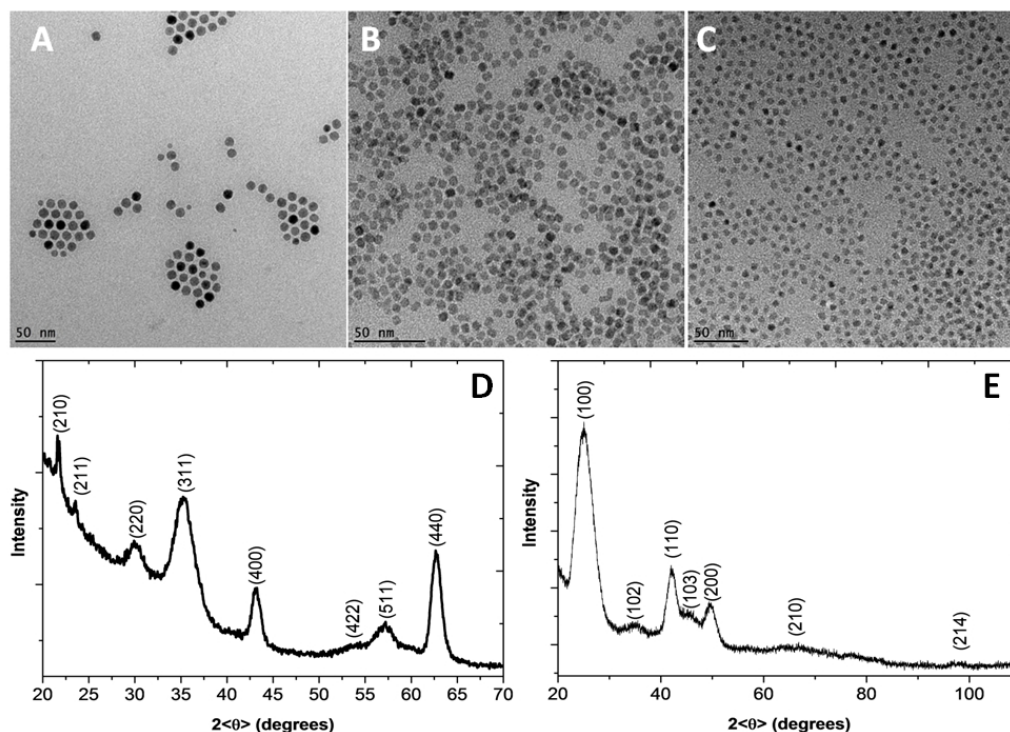 A
B
C
50 nm
50 nm
50 nm
D
(210)
(211)
(220)
(311)
(400)
(422)
(511)
(440)
Intensity
20 25 30 35 40 45 50 55 60 65 70
2<θ> (degrees)
E
(100)
(102)
(110)
(103)
(200)
(210)
(214)
Intensity
20 40 60 80 100
2<θ> (degrees)